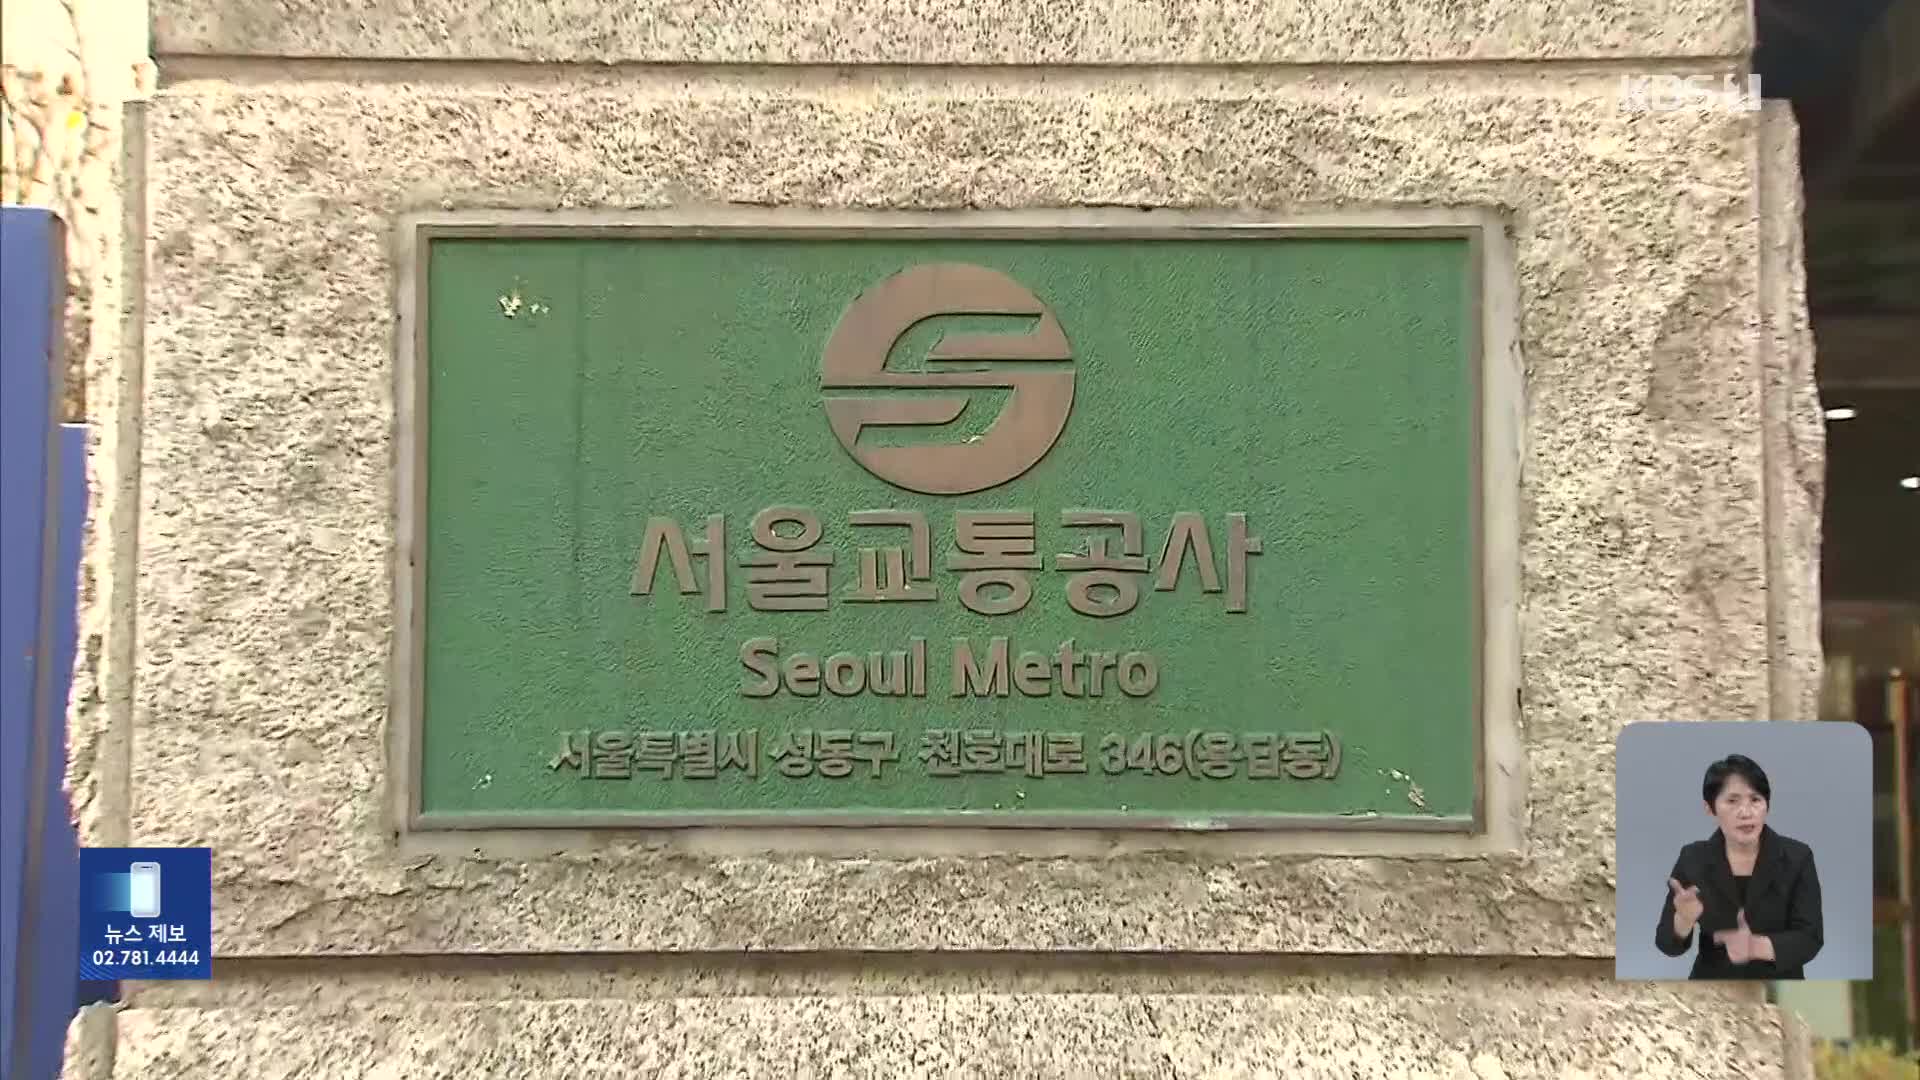 KBS 1
서울교통공사
Seoul Metro
서울특별시 성동구 천호대로 346(용답동)
뉴스 제보
02.781.4444